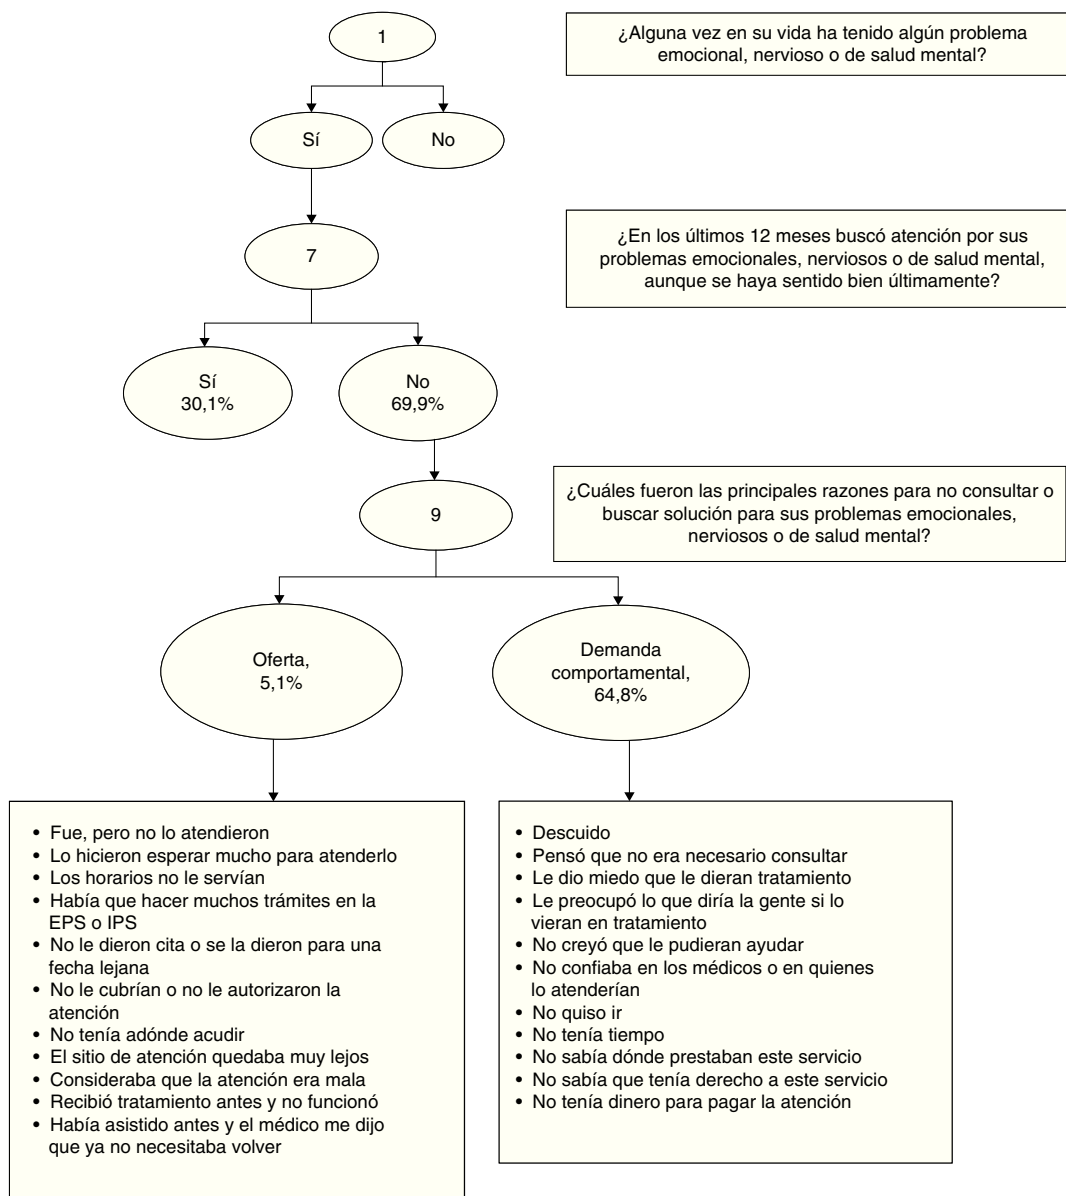 1
¿Alguna vez en su vida ha tenido algún problema
emocional, nervioso o de salud mental?
Sí
No
7
¿En los últimos 12 meses buscó atención por sus
problemas emocionales, nerviosos o de salud mental,
aunque se haya sentido bien últimamente?
Sí
30,1%
No
69,9%
9
¿Cuáles fueron las principales razones para no consultar o
buscar solución para sus problemas emocionales,
nerviosos o de salud mental?
Oferta,
5,1%
Demanda
comportamental,
64,8%
• Fue, pero no lo atendieron
• Lo hicieron esperar mucho para atenderlo
• Los horarios no le servían
• Había que hacer muchos trámites en la
EPS o IPS
• No le dieron cita o se la dieron para una
fecha lejana
• No le cubrían o no le autorizaron la
atención
• No tenía adónde acudir
• El sitio de atención quedaba muy lejos
• Consideraba que la atención era mala
• Recibió tratamiento antes y no funcionó
• Había asistido antes y el médico me dijo
que ya no necesitaba volver
• Descuido
• Pensó que no era necesario consultar
• Le dio miedo que le dieran tratamiento
• Le preocupó lo que diría la gente si lo
vieran en tratamiento
• No creyó que le pudieran ayudar
• No confiaba en los médicos o en quienes
lo atenderían
• No quiso ir
• No tenía tiempo
• No sabía dónde prestaban este servicio
• No sabía que tenía derecho a este servicio
• No tenía dinero para pagar la atención